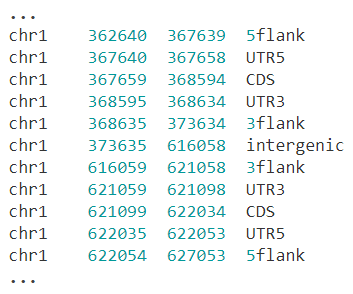 ...
chr1 362640 367639 5flank
chr1 367640 367658 UTR5
chr1 367659 368594 CDS
chr1 368595 368634 UTR3
chr1 368635 373634 3flank
chr1 373635 616058 intergenic
chr1 616059 621058 3flank
chr1 621059 621098 UTR3
chr1 621099 622034 CDS
chr1 622035 622053 UTR5
chr1 622054 627053 5flank
...